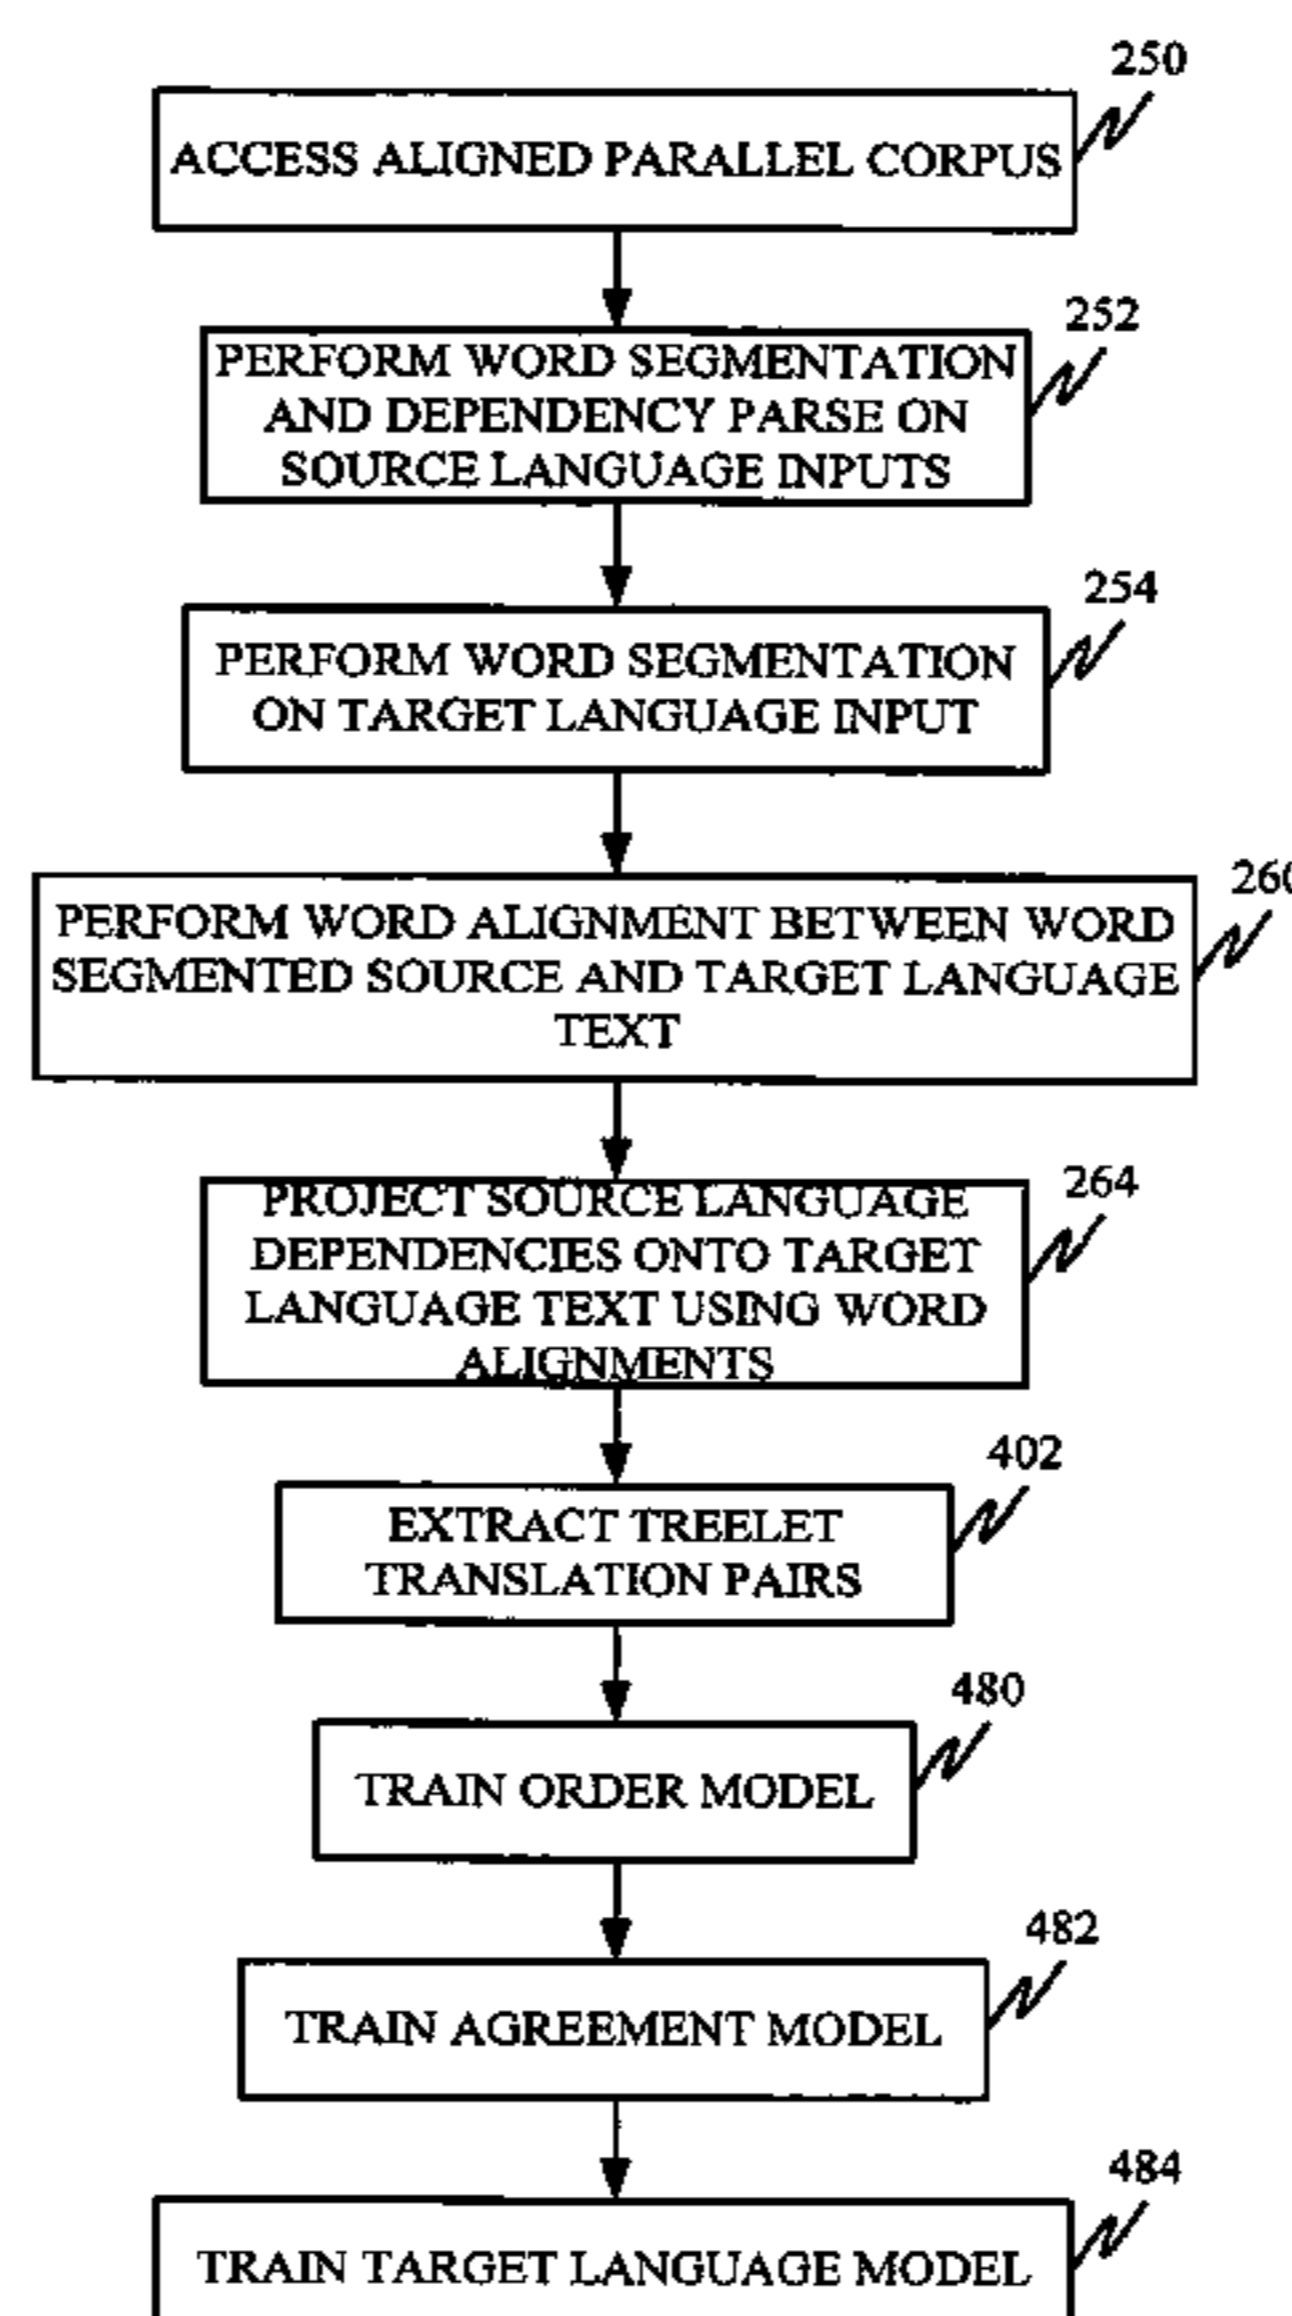 250
ACCESS ALIGNED PARALLEL CORPUS
252
PERFORM WORD SEGMENTATION
AND DEPENDENCY PARSE ON
SOURCE LANGUAGE INPUTS
254
PERFORM WORD SEGMENTATION
ON TARGET LANGUAGE INPUT
260
PERFORM WORD ALIGNMENT BETWEEN WORD
SEGMENTED SOURCE AND TARGET LANGUAGE
TEXT
264
PROJECT SOURCE LANGUAGE
DEPENDENCIES ONTO TARGET
LANGUAGE TEXT USING WORD
ALIGNMENTS
402
EXTRACT TREELET
TRANSLATION PAIRS
480
TRAIN ORDER MODEL
482
TRAIN AGREEMENT MODEL
484
TRAIN TARGET LANGUAGE MODEL